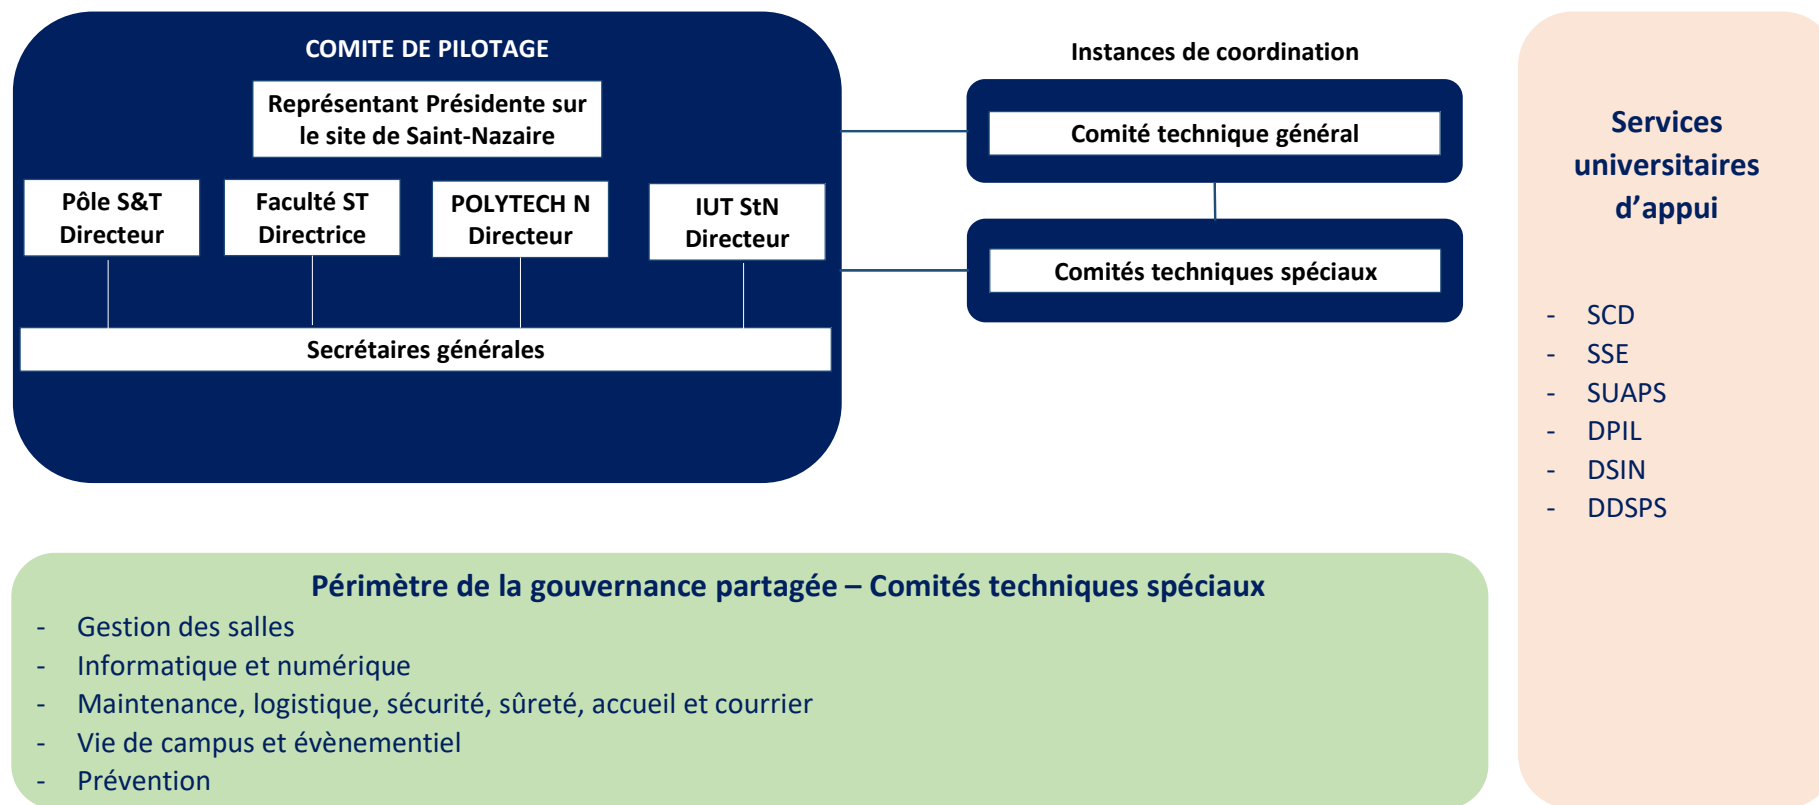 COMITE DE PILOTAGE
Représentant Présidente sur
le site de Saint-Nazaire
Pôle S&T
Directeur
Faculté ST
Directrice
POLYTECH N
Directeur
IUT StN
Directeur
Secrétaires générales
Instances de coordination
Comité technique général
Comités techniques spéciaux
Services
universitaires
d’appui
- SCD
- SSE
- SUAPS
- DPIL
- DSIN
- DDSPS
Périmètre de la gouvernance partagée – Comités techniques spéciaux
- Gestion des salles
- Informatique et numérique
- Maintenance, logistique, sécurité, sûreté, accueil et courrier
- Vie de campus et évènementiel
- Prévention